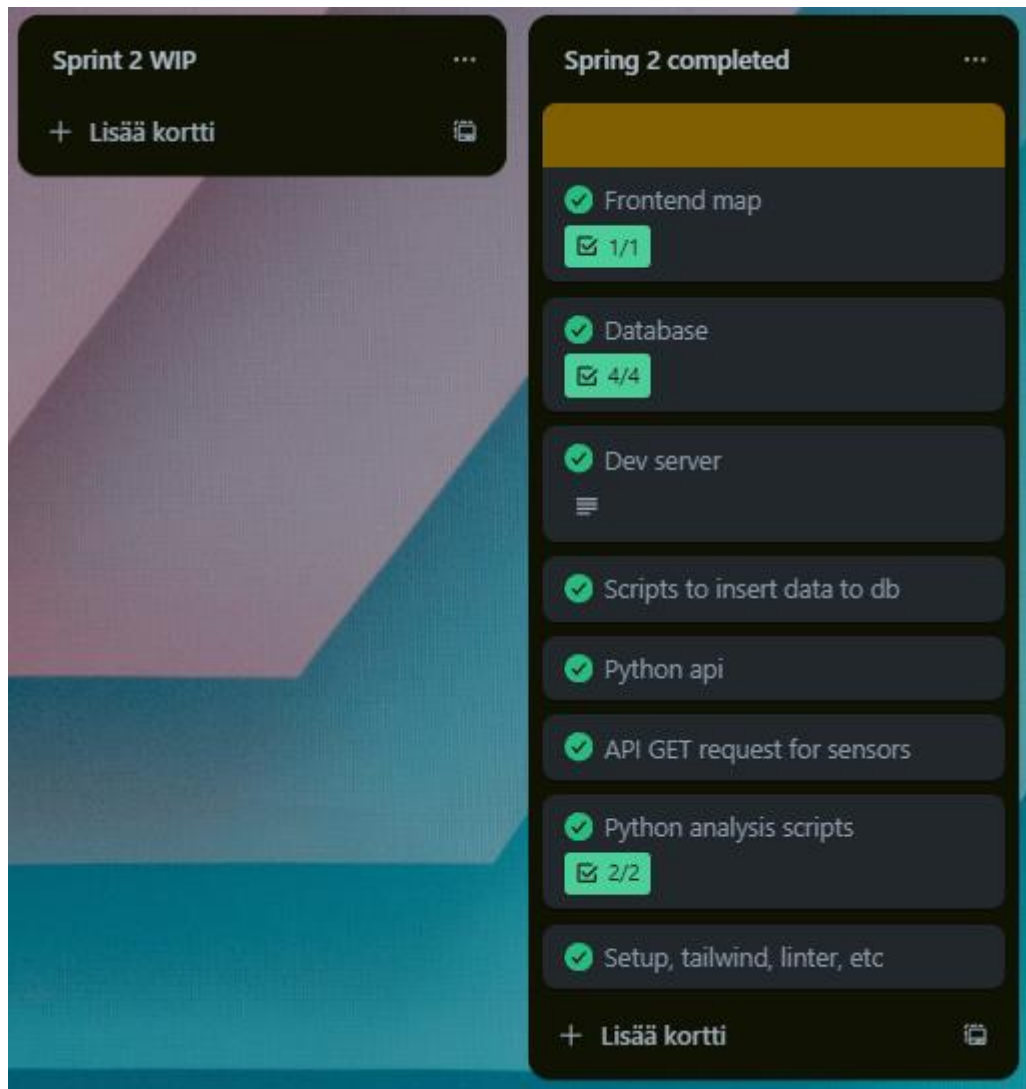 Sprint 2 WIP
+ Lisää kortti
Spring 2 completed
Frontend map
1/1
Database
4/4
Dev server
Scripts to insert data to db
Python api
API GET request for sensors
Python analysis scripts
2/2
Setup, tailwind, linter, etc
+ Lisää kortti